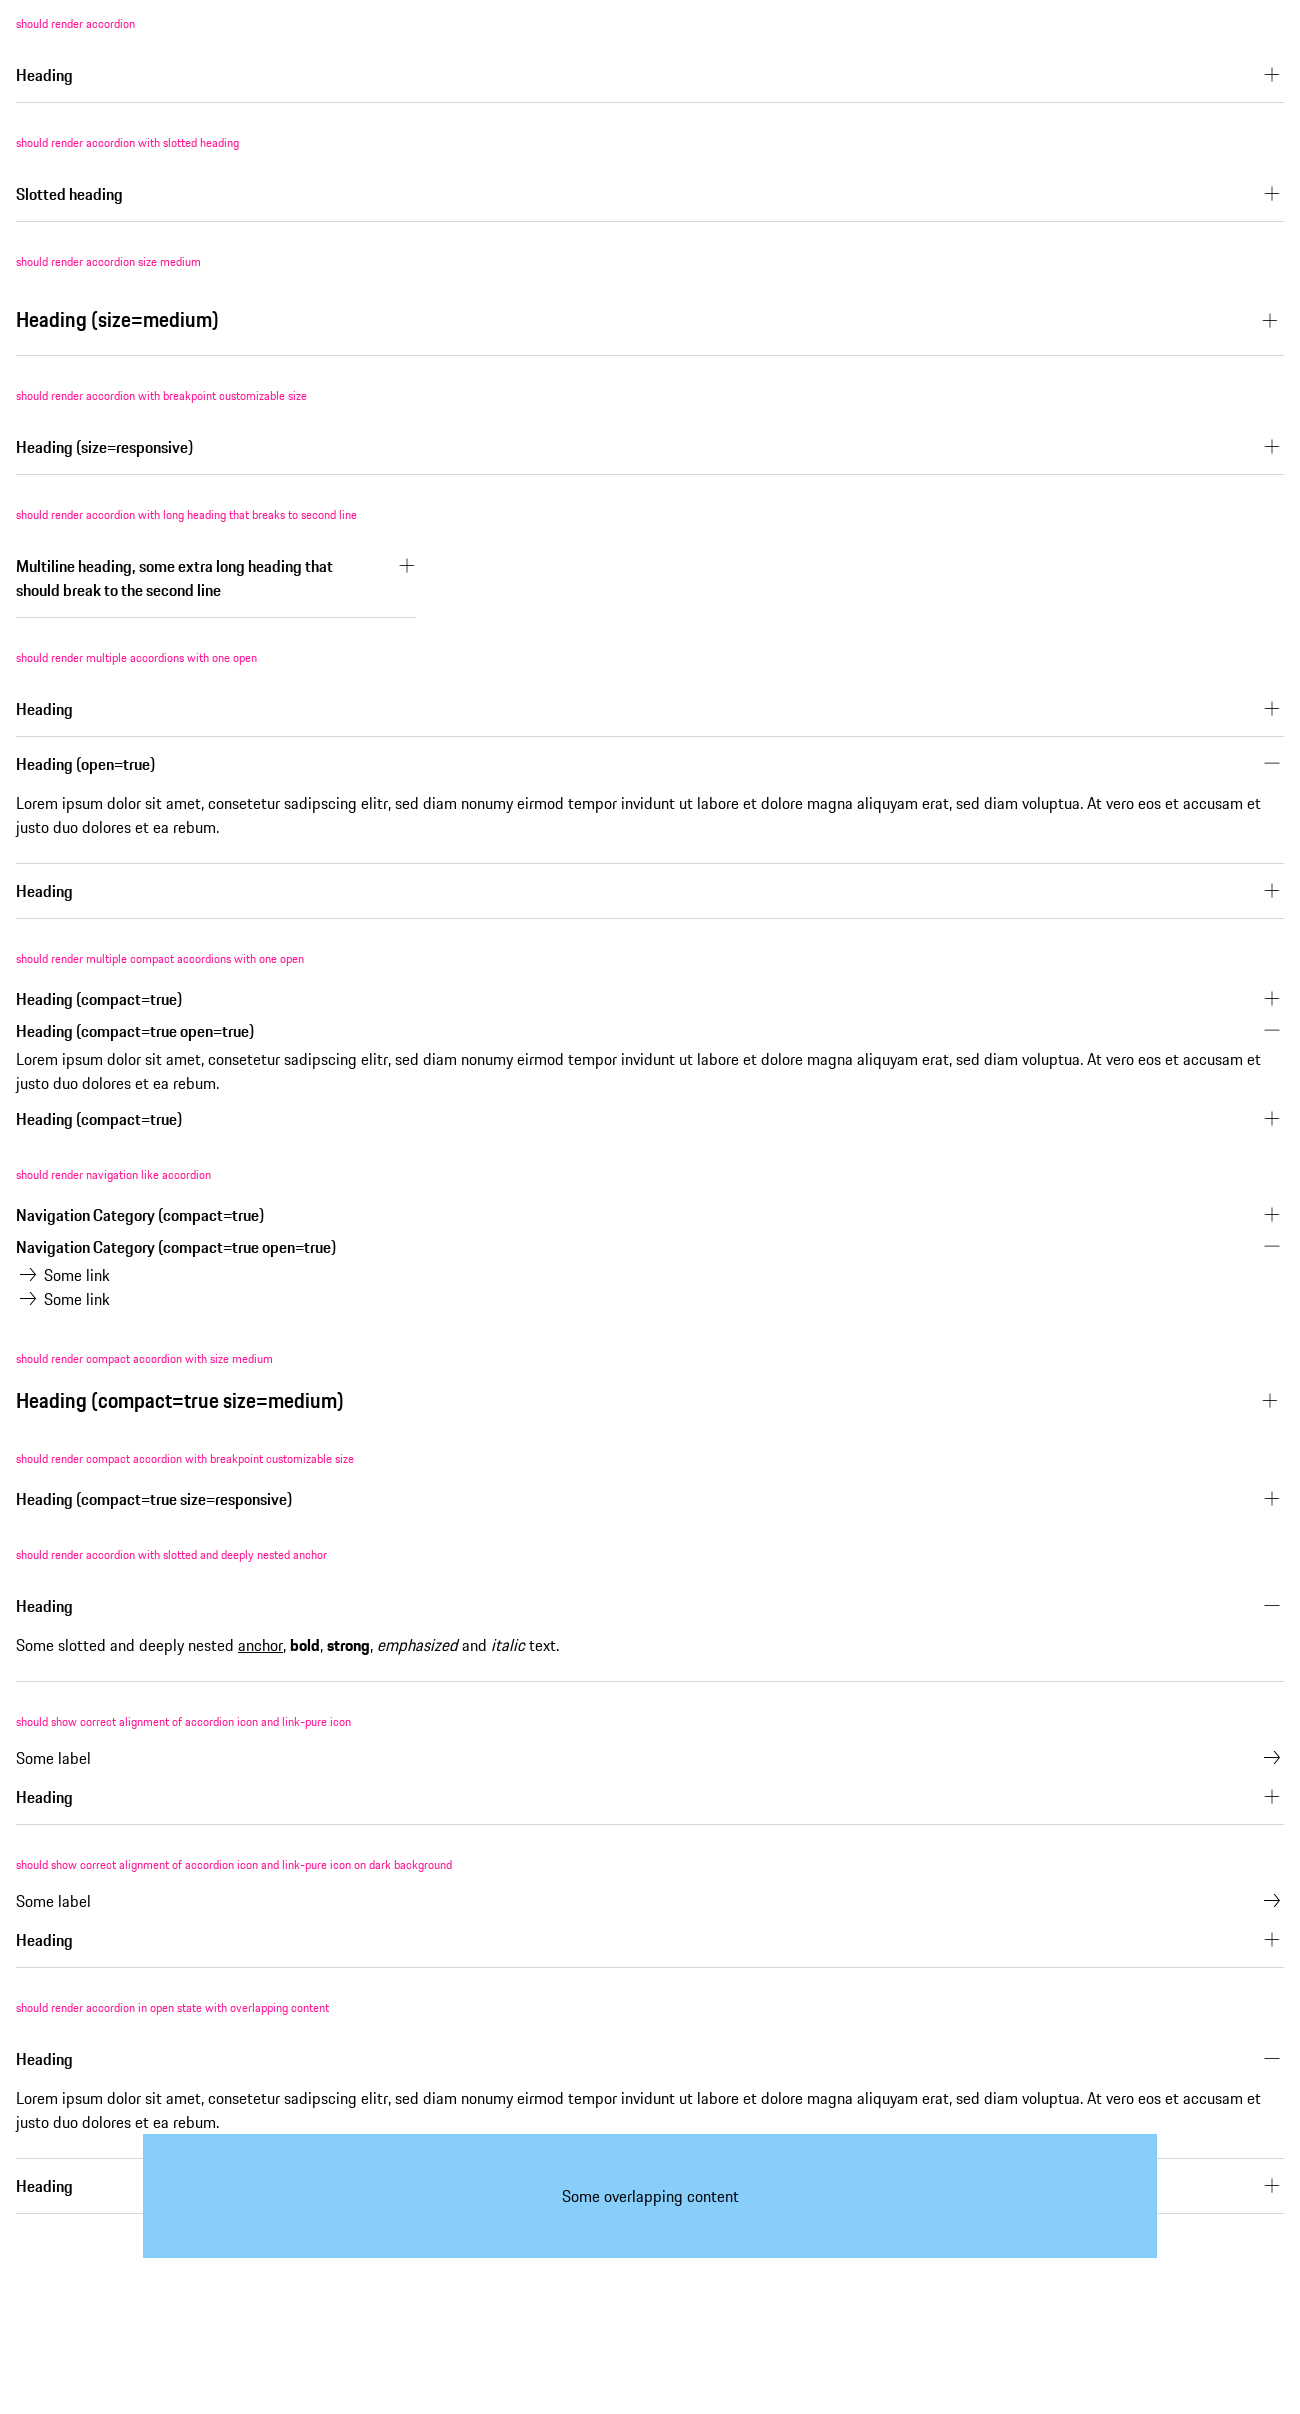 should render accordion
Heading
should render accordion with slotted heading
Slotted heading
should render accordion size medium
Heading (size=medium)
should render accordion with breakpoint customizable size
Heading (size=responsive)
should render accordion with long heading that breaks to second line
Multiline heading, some extra long heading that
should break to the second line
should render multiple accordions with one open
Heading
Heading (open=true)
Lorem ipsum dolor sit amet, consetetur sadipscing elitr, sed diam nonumy eirmod tempor invidunt ut labore et dolore magna aliquyam erat, sed diam voluptua. At vero eos et accusam et
justo duo dolores et ea rebum.
Heading
should render multiple compact accordions with one open
Heading (compact=true)
Heading (compact=true open=true)
Lorem ipsum dolor sit amet, consetetur sadipscing elitr, sed diam nonumy eirmod tempor invidunt ut labore et dolore magna aliquyam erat, sed diam voluptua. At vero eos et accusam et
justo duo dolores et ea rebum.
Heading (compact=true)
should render navigation like accordion
Navigation Category (compact=true)
Navigation Category (compact=true open=true)
Some link
Some link
should render compact accordion with size medium
Heading (compact=true size=medium)
should render compact accordion with breakpoint customizable size
Heading (compact=true size=responsive)
should render accordion with slotted and deeply nested anchor
Heading
Some slotted and deeply nested anchor, bold, strong, emphasized and italic text.
should show correct alignment of accordion icon and link-pure icon
Some label
Heading
should show correct alignment of accordion icon and link-pure icon on dark background
Some label
Heading
should render accordion in open state with overlapping content
Heading
Lorem ipsum dolor sit amet, consetetur sadipscing elitr, sed diam nonumy eirmod tempor invidunt ut labore et dolore magna aliquyam erat, sed diam voluptua. At vero eos et accusam et
justo duo dolores et ea rebum.
Heading
Some overlapping content